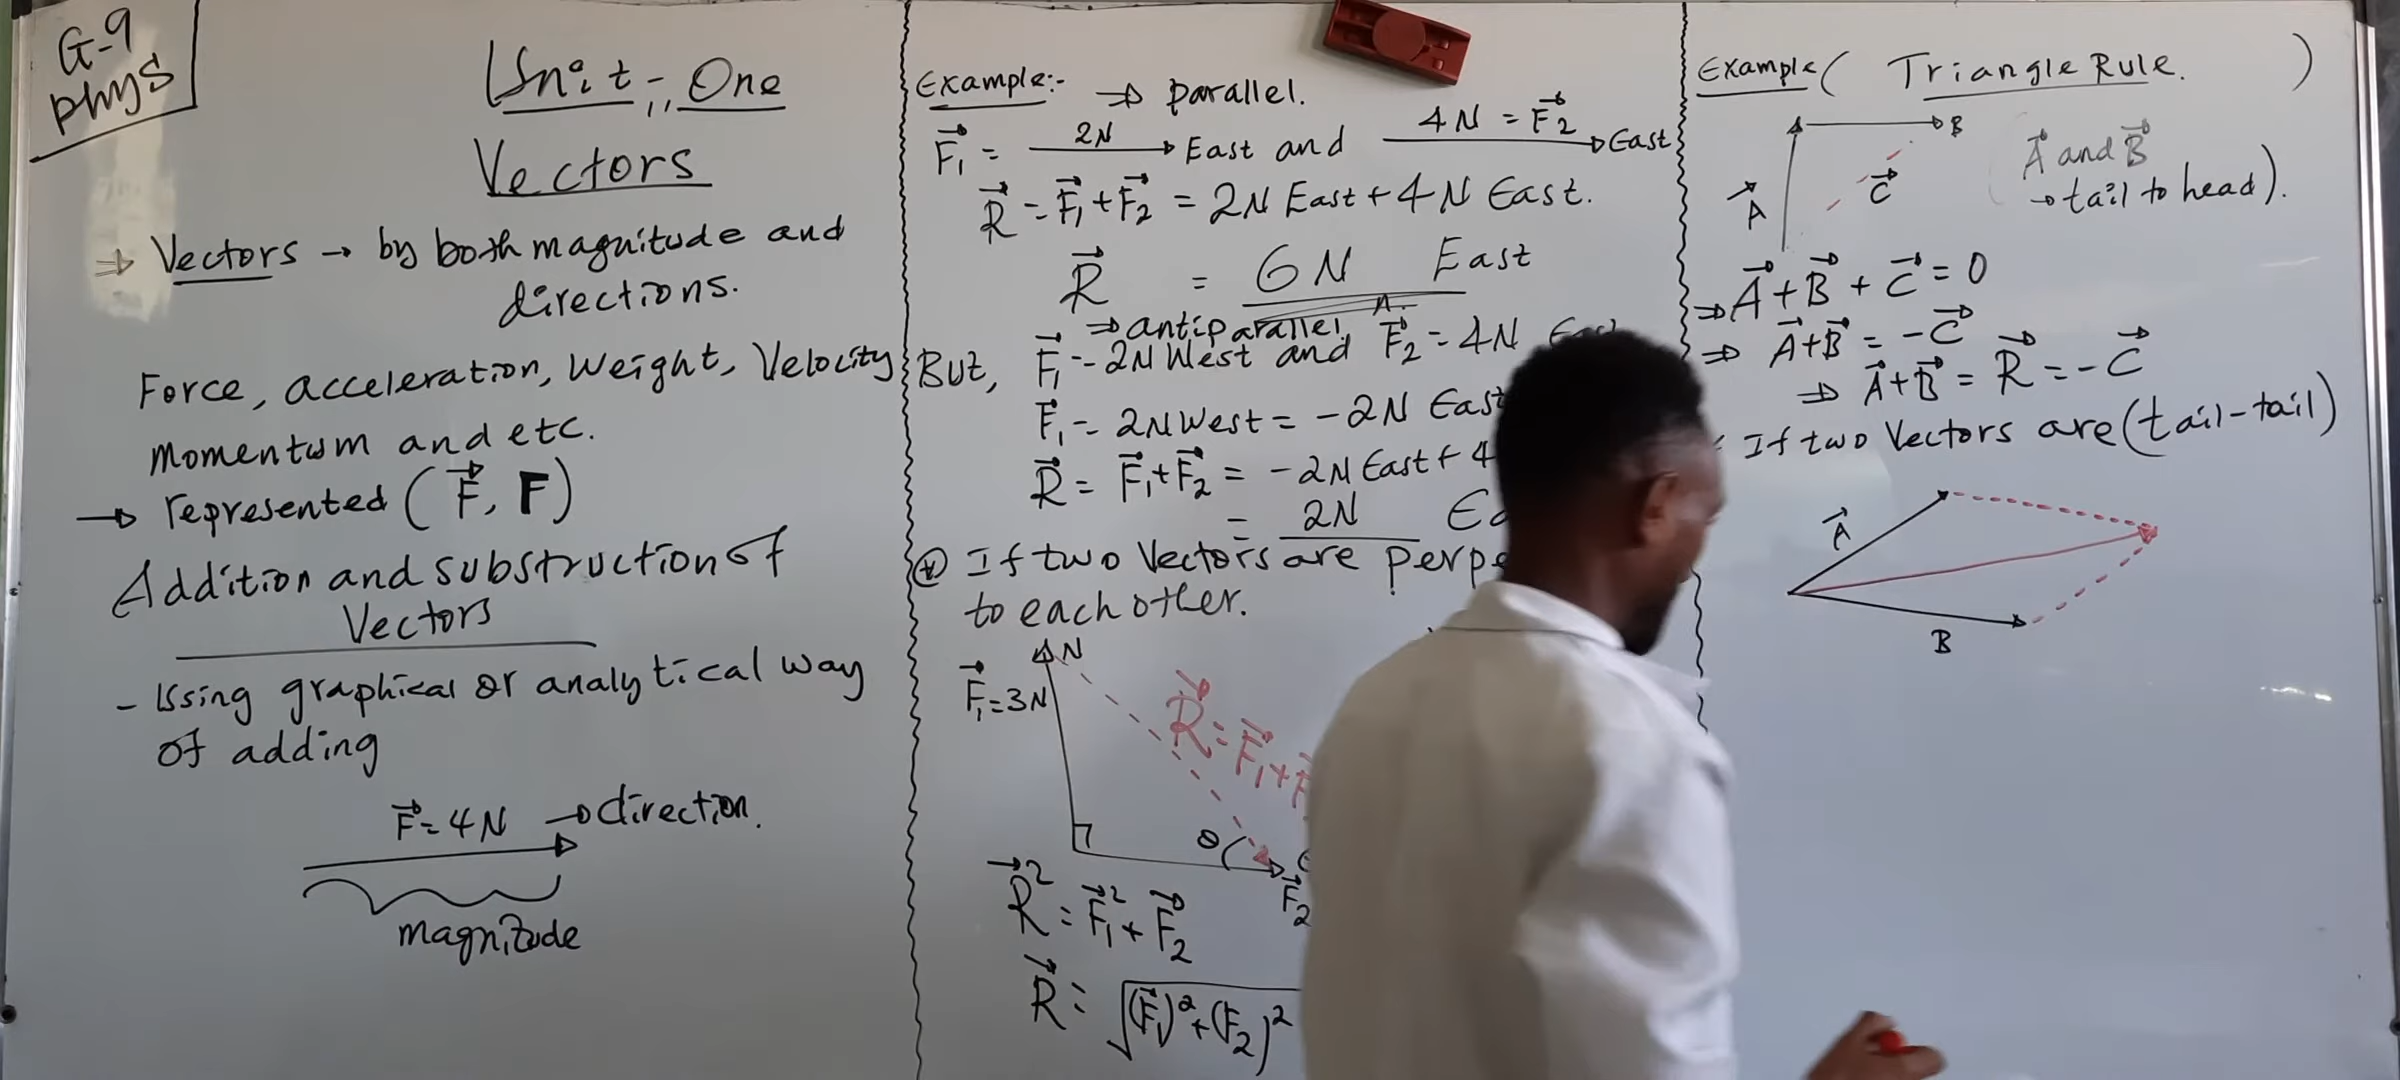 G-9
phys
Unit-,, One
Vectors
⇒ Vectors → by both magnitude and
directions.
Force, acceleration, Weight, Velocity
Momentum and etc.
→ represented (F⃗, F)
Addition and substruction of
Vectors
- Using graphical or analytical way
of adding
F⃗=4N → direction.
magnitude
Example:- ⇒ parallel.
F⃗₁ = 2N East and 4N = F⃗₂ East
R⃗ = F⃗₁+F⃗₂ = 2N East + 4N East.
R⃗ = 6N East
⇒ antiparallel
But, F⃗₁ = 2N West and F⃗₂ = 4N
F⃗₁ = 2N West = -2N East
R⃗ = F⃗₁+F⃗₂ = -2N East + 4
= 2N
If two Vectors are
to each other.
N
F⃗₁=3N
R⃗ = F⃗₁+
θ
F⃗₂
R⃗² = F⃗₁² + F⃗₂
R⃗ = √(F⃗₁)²+(F₂)²
Example ( Triangle Rule. )
B
A⃗
C⃗
A⃗ and B⃗
→ tail to head).
⇒ A⃗+B⃗+C⃗=0
⇒ A⃗+B⃗ = -C⃗
⇒ A⃗+B⃗ = R⃗ = -C⃗
If two Vectors are (tail-tail)
A⃗
B